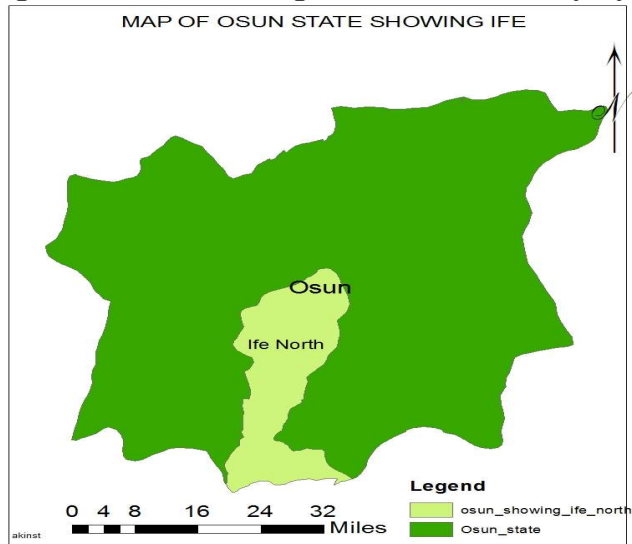 MAP OF OSUN STATE SHOWING IFE
Osun
Ife North
Legend
osun_showing_ife_north
Osun_state
0 4 8 16 24 32 Miles
akinst